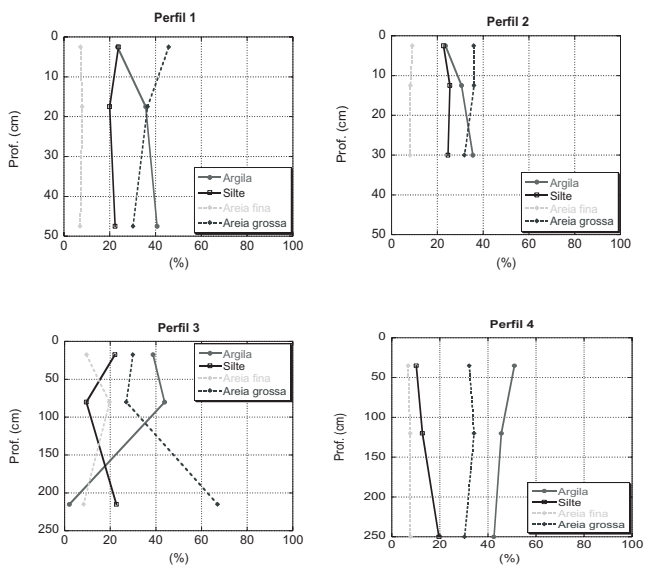 Perfil 1
0
10
20
30
40
50
Prof. (cm)
0 20 40 60 80 100
(%)
Argila
Silte
Areia fina
Areia grossa
Perfil 2
0
10
20
30
40
50
Prof. (cm)
0 20 40 60 80 100
(%)
Argila
Silte
Areia fina
Areia grossa
Perfil 3
0
50
100
150
200
250
Prof. (cm)
0 20 40 60 80 100
(%)
Argila
Silte
Areia fina
Areia grossa
Perfil 4
0
50
100
150
200
250
Prof. (cm)
0 20 40 60 80 100
(%)
Argila
Silte
Areia fina
Areia grossa